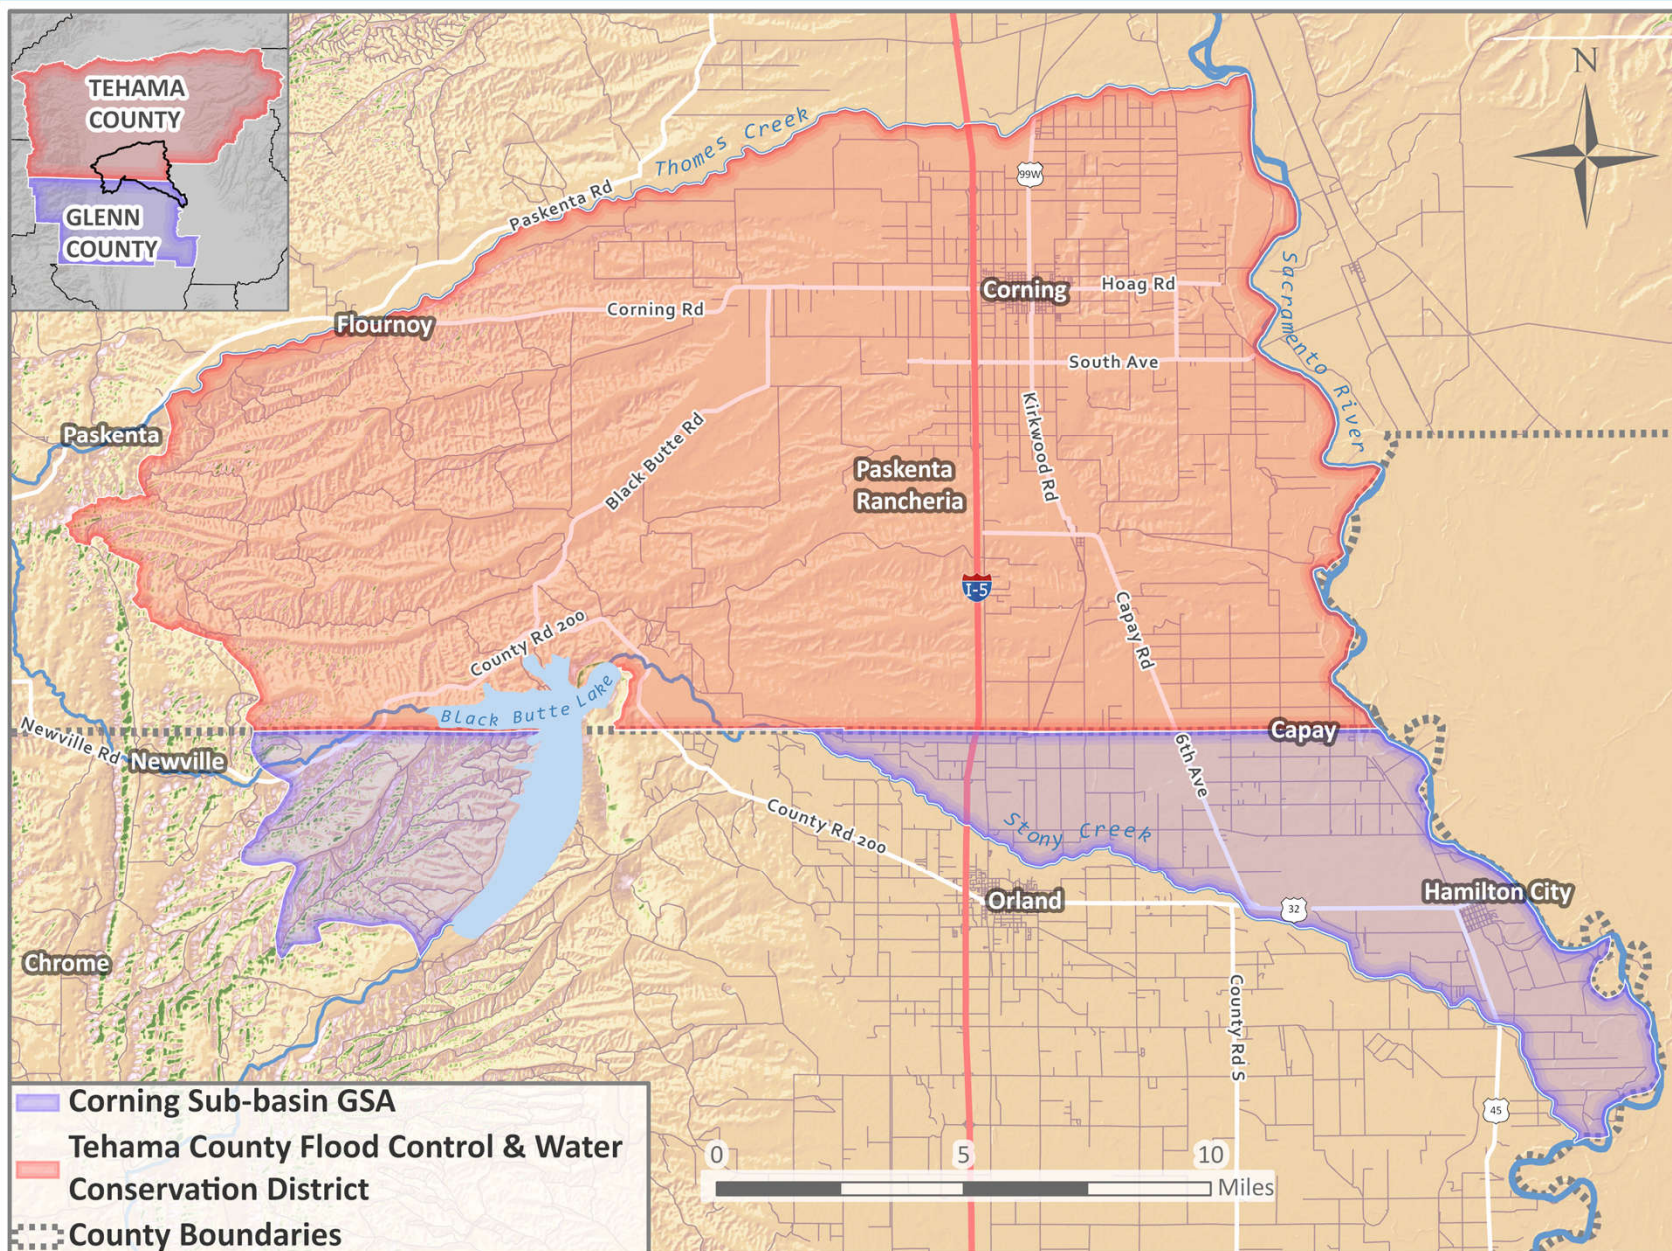 TEHAMA
COUNTY
GLENN
COUNTY
N
Thomes Creek
Paskenta Rd
99W
Sacramento River
Corning
Hoag Rd
Corning Rd
Flournoy
South Ave
Paskenta
Black Butte Rd
Kirkwood Rd
Paskenta
Rancheria
I-5
County Rd 200
Capay Rd
Black Butte Lake
Newville Rd
Newville
Capay
6th Ave
County Rd 200
Stony Creek
Orland
32
Hamilton City
Chrome
County Rd S
45
Corning Sub-basin GSA
Tehama County Flood Control & Water
Conservation District
County Boundaries
0 5 10
Miles